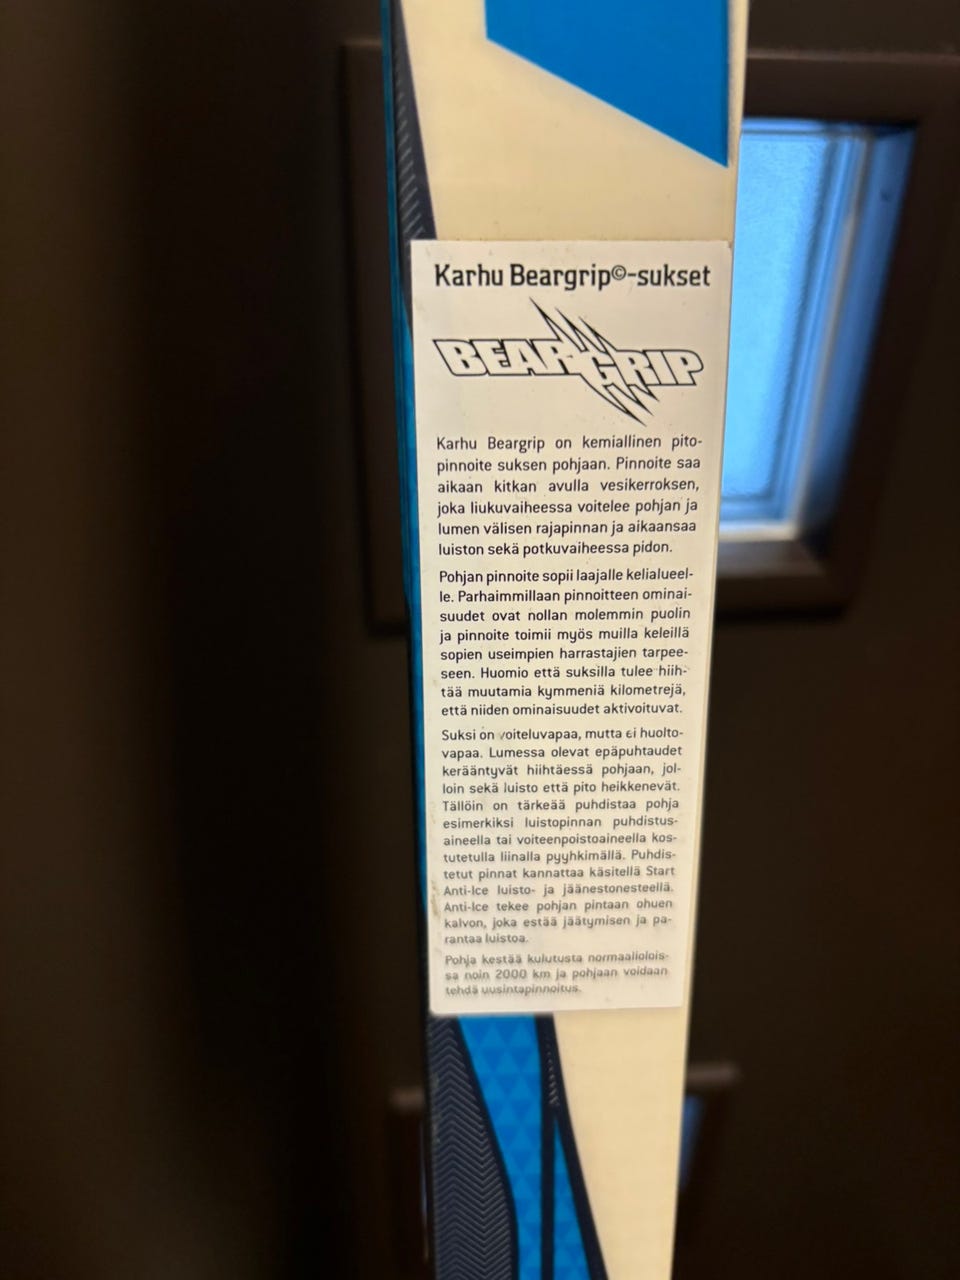 Karhu Beargrip©-sukset
BEARGRIP
Karhu Beargrip on kemiallinen pito-
pinnoite suksen pohjaan. Pinnoite saa
aikaan kitkan avulla vesikerroksen,
joka liukuvaiheessa voitelee pohjan ja
lumen välisen rajapinnan ja aikaansaa
luiston sekä potkuvaiheessa pidon.
Pohjan pinnoite sopii laajalle kelialueel-
le. Parhaimmillaan pinnoitteen ominai-
suudet ovat nollan molemmin puolin
ja pinnoite toimii myös muilla keleillä
sopien useimpien harrastajien tarpee-
seen. Huomio että suksilla tulee hiih-
tää muutamia kymmeniä kilometrejä,
että niiden ominaisuudet aktivoituvat.
Suksi on voiteluvapaa, mutta ei huolto-
vapaa. Lumessa olevat epäpuhtaudet
kerääntyvät hiihtäessä pohjaan, jol-
loin sekä luisto että pito heikkenevät.
Tällöin on tärkeää puhdistaa pohja
esimerkiksi luistopinnan puhdistus-
aineella tai voiteenpoistoaineella kos-
tutetulla liinalla pyyhkimällä. Puhdis-
tetut pinnat kannattaa käsitellä Start
Anti-Ice luisto- ja jäänestonesteellä.
Anti-Ice tekee pohjan pintaan ohuen
kalvon, joka estää jäätymisen ja pa-
rantaa luistoa.
Pohja kestää kulutusta normaaliolois-
sa noin 2000 km ja pohjaan voidaan
tehdä uusintapinnoitus.